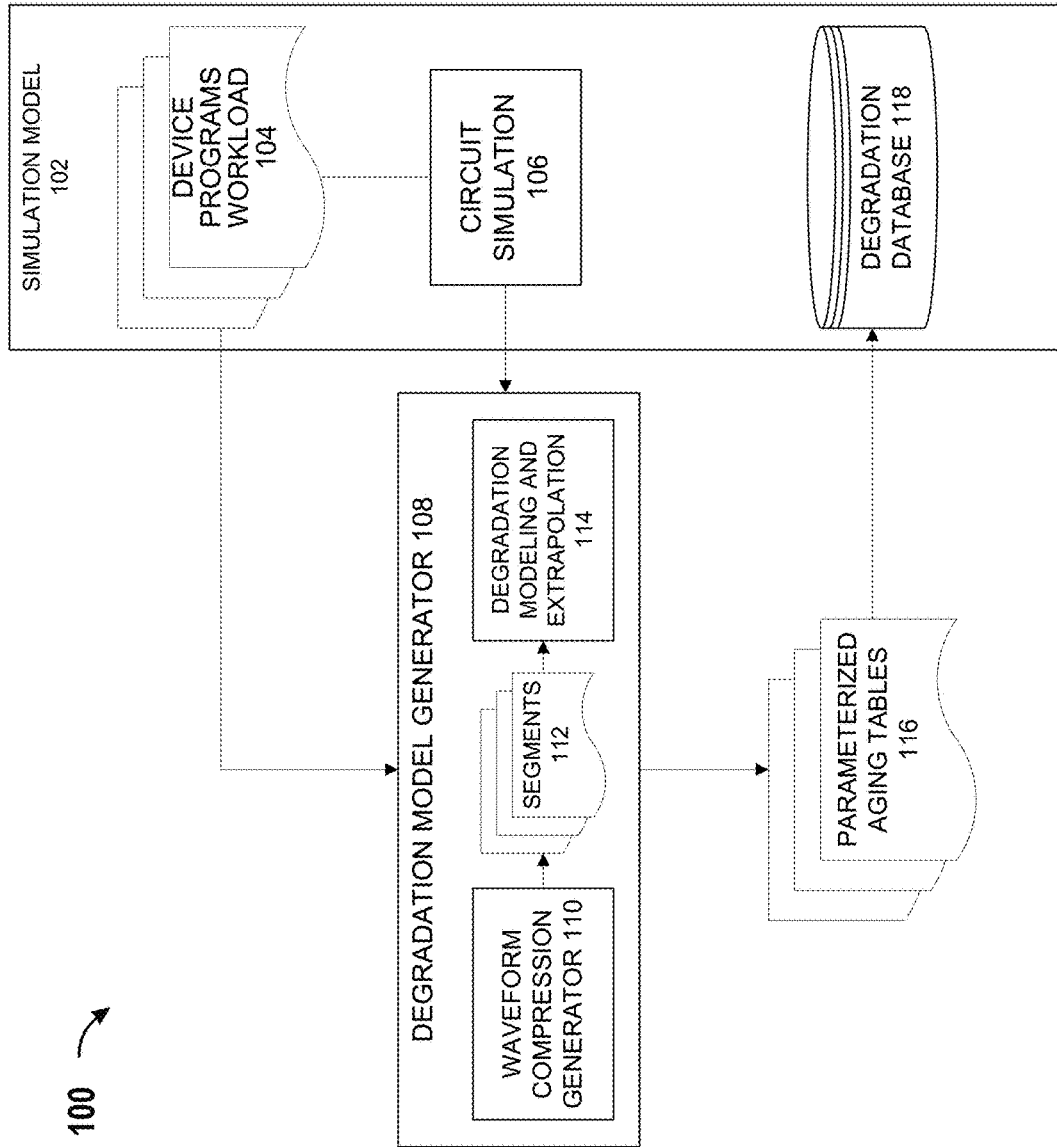 100
SIMULATION MODEL
102
DEVICE
PROGRAMS
WORKLOAD
104
CIRCUIT
SIMULATION
106
DEGRADATION
DATABASE 118
DEGRADATION MODEL GENERATOR 108
WAVEFORM
COMPRESSION
GENERATOR 110
SEGMENTS
112
DEGRADATION
MODELING AND
EXTRAPOLATION
114
PARAMETERIZED
AGING TABLES
116